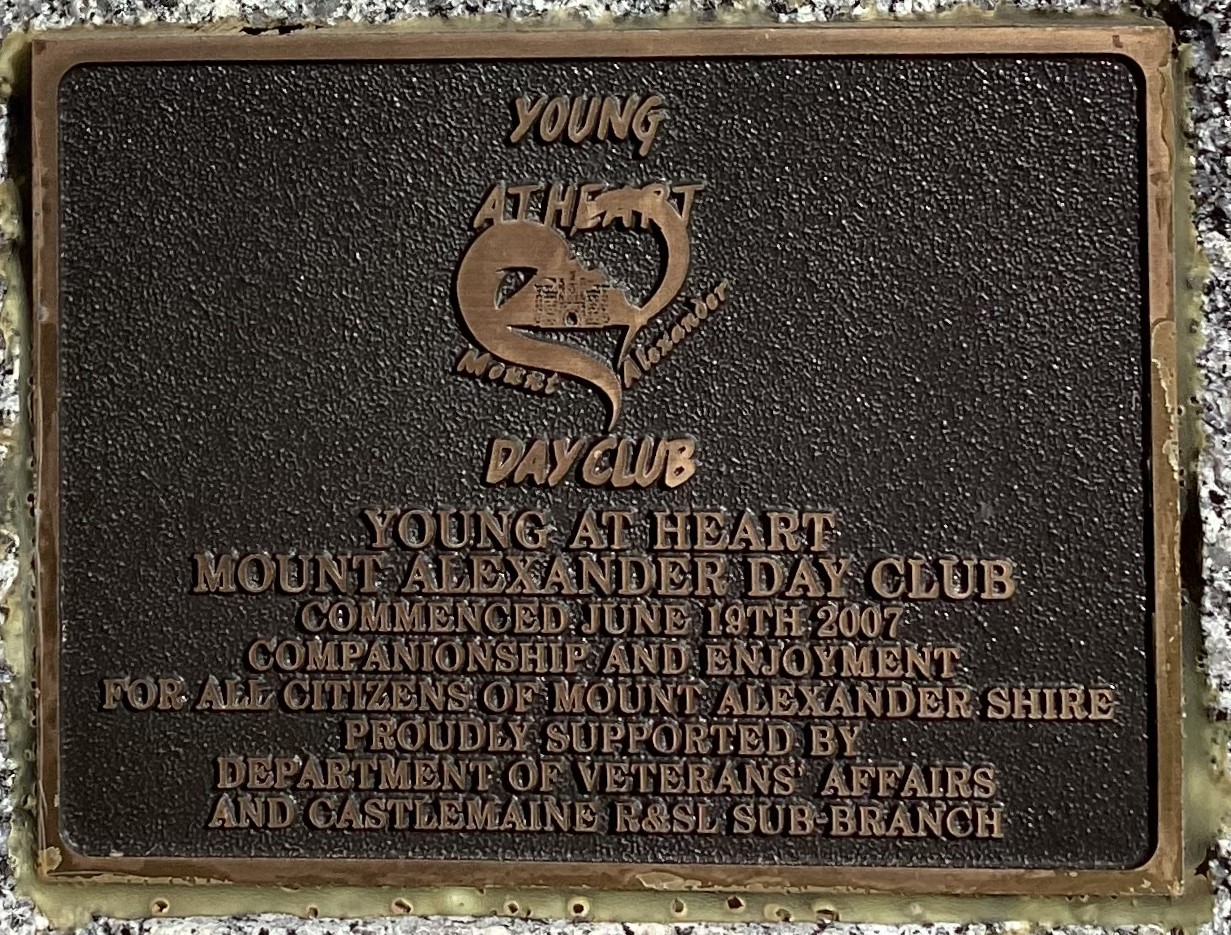 YOUNG
AT HEART
Mount Alexander
DAY CLUB
YOUNG AT HEART
MOUNT ALEXANDER DAY CLUB
COMMENCED JUNE 19TH 2007
COMPANIONSHIP AND ENJOYMENT
FOR ALL CITIZENS OF MOUNT ALEXANDER SHIRE
PROUDLY SUPPORTED BY
DEPARTMENT OF VETERANS' AFFAIRS
AND CASTLEMAINE R&SL SUB-BRANCH